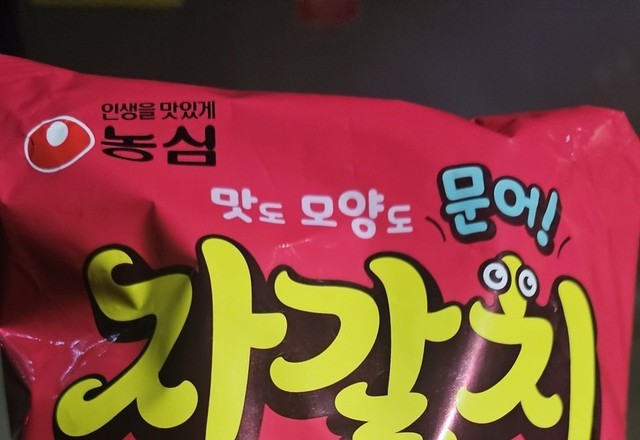 인생을 맛있게
농심
맛도 모양도 문어!
자갈치